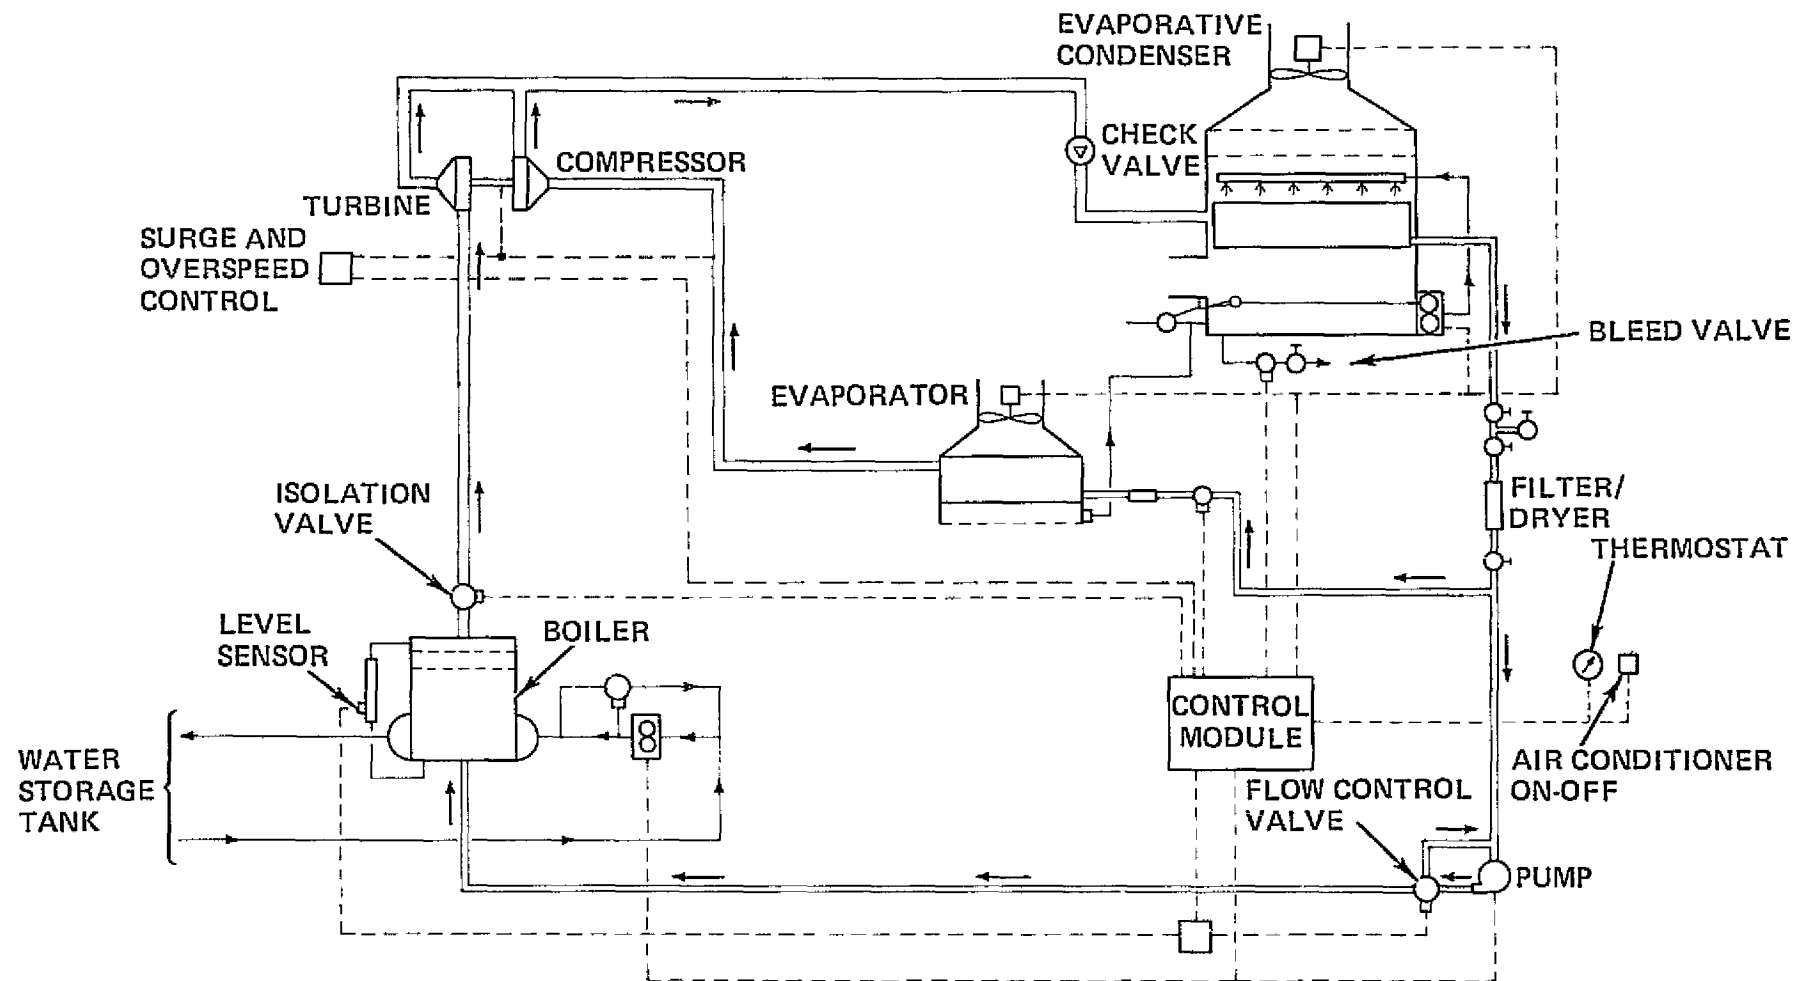 EVAPORATIVE
CONDENSER
CHECK
VALVE
COMPRESSOR
TURBINE
SURGE AND
OVERSPEED
CONTROL
BLEED VALVE
EVAPORATOR
ISOLATION
VALVE
FILTER/
DRYER
THERMOSTAT
LEVEL
SENSOR
BOILER
CONTROL
MODULE
WATER
STORAGE
TANK
AIR CONDITIONER
ON-OFF
FLOW CONTROL
VALVE
PUMP